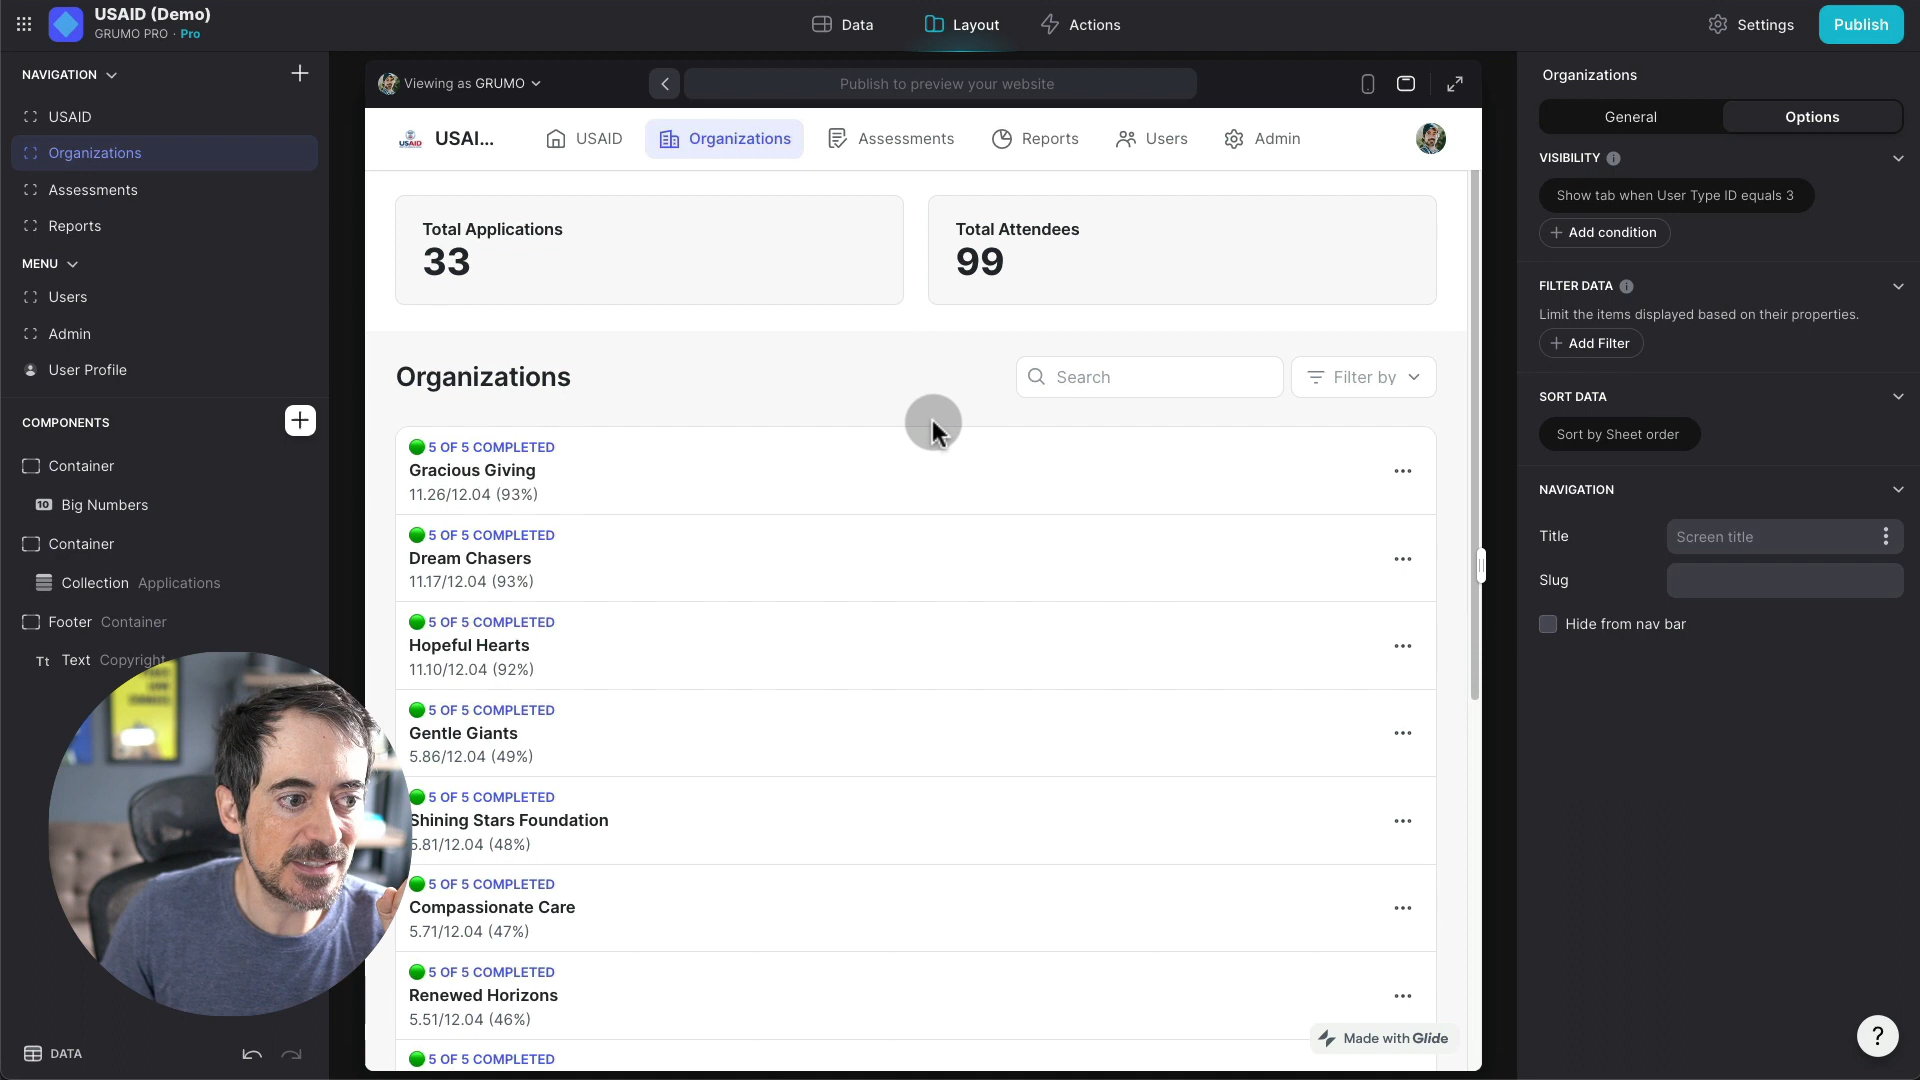 USAID (Demo)
GRUMO PRO · Pro
Data
Layout
Actions
Settings
Publish
NAVIGATION
USAID
Organizations
Assessments
Reports
MENU
Users
Admin
User Profile
COMPONENTS
Container
10 Big Numbers
Container
Collection Applications
Footer Container
Tt Text Copyright
DATA
Viewing as GRUMO
Publish to preview your website
USAID USAI...
USAID
Organizations
Assessments
Reports
Users
Admin
Total Applications
33
Total Attendees
99
Organizations
Search
Filter by
5 OF 5 COMPLETED
Gracious Giving
11.26/12.04 (93%)
5 OF 5 COMPLETED
Dream Chasers
11.17/12.04 (93%)
5 OF 5 COMPLETED
Hopeful Hearts
11.10/12.04 (92%)
5 OF 5 COMPLETED
Gentle Giants
5.86/12.04 (49%)
5 OF 5 COMPLETED
Shining Stars Foundation
5.81/12.04 (48%)
5 OF 5 COMPLETED
Compassionate Care
5.71/12.04 (47%)
5 OF 5 COMPLETED
Renewed Horizons
5.51/12.04 (46%)
5 OF 5 COMPLETED
Made with Glide
Organizations
General
Options
VISIBILITY
Show tab when User Type ID equals 3
Add condition
FILTER DATA
Limit the items displayed based on their properties.
Add Filter
SORT DATA
Sort by Sheet order
NAVIGATION
Title
Screen title
Slug
Hide from nav bar
?